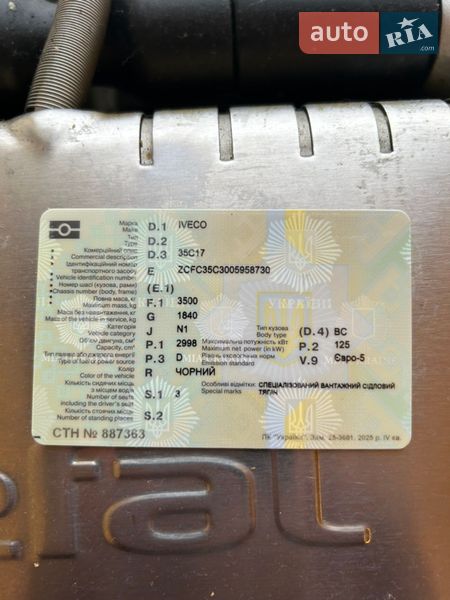 auto RIA
.com
Марка D.1 IVECO
Make
Тип D.2
Type
Комерційний опис D.3 35C17
Commercial description
Ідентифікаційний номер
транспортного засобу E ZCFC35C3005958730
Vehicle identification number
Номер шасі (кузова, рами) (E.1)
Chassis number (body, frame)
Повна маса, кг F.1 3500
Maximum mass, kg
Маса без навантаження, кг G 1840
Mass of the vehicle in service, kg
Категорія J N1 Тип кузова (D.4) BC
Vehicle category Body type
Об'єм двигуна, см³ P.1 2998 Максимальна потужність кВт P.2 125
Capacity, cm³ Maximum net. power (in kW)
Тип палива або джерело енергії P.3 D Рівень екологічних норм V.9 Євро-5
Type of fuel or power source Emission standard
Колір R ЧОРНИЙ
Color of the vehicle
Кількість сидячих місць
з місцем водія S.1 3 Особливі відмітки: СПЕЦІАЛІЗОВАНИЙ ВАНТАЖНИЙ СІДЛОВИЙ
Number of seats Special marks ТЯГАЧ
including the driver's seat
Кількість стоячих місць S.2
Number of standing places
СТН № 887363
ПК "Україна". Зам. 25-3681. 2025 р. IV кв.
УКРАЇНИ